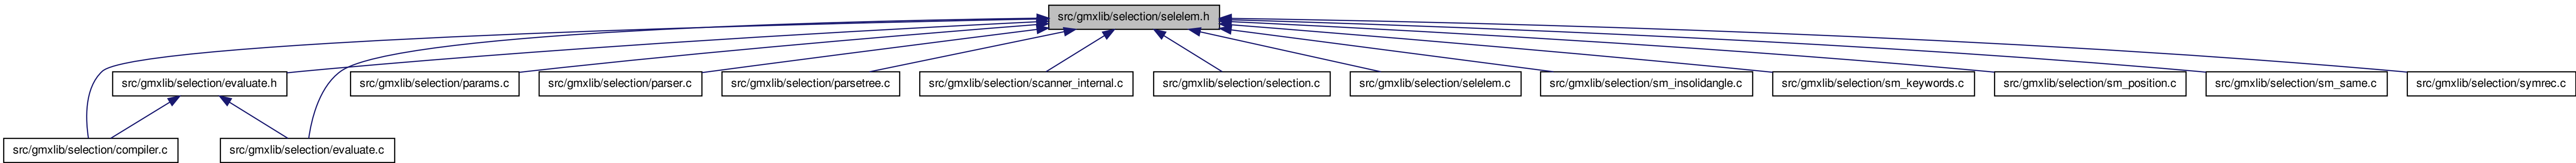 src/gmxlib/selection/selelem.h
src/gmxlib/selection/evaluate.h
src/gmxlib/selection/params.c
src/gmxlib/selection/parser.c
src/gmxlib/selection/parsetree.c
src/gmxlib/selection/scanner_internal.c
src/gmxlib/selection/selection.c
src/gmxlib/selection/selelem.c
src/gmxlib/selection/sm_insolidangle.c
src/gmxlib/selection/sm_keywords.c
src/gmxlib/selection/sm_position.c
src/gmxlib/selection/sm_same.c
src/gmxlib/selection/symrec.c
src/gmxlib/selection/compiler.c
src/gmxlib/selection/evaluate.c